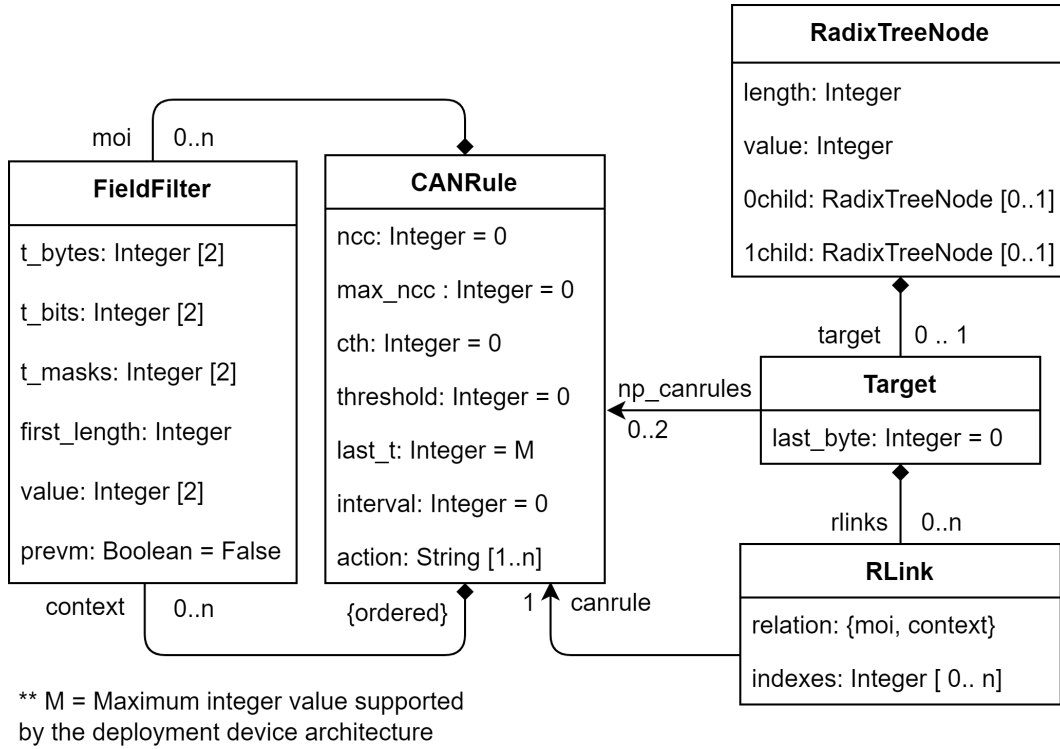 RadixTreeNode
length: Integer
value: Integer
0child: RadixTreeNode [0..1]
1child: RadixTreeNode [0..1]
moi 0..n
FieldFilter
t_bytes: Integer [2]
t_bits: Integer [2]
t_masks: Integer [2]
first_length: Integer
value: Integer [2]
prevm: Boolean = False
context 0..n
CANRule
ncc: Integer = 0
max_ncc : Integer = 0
cth: Integer = 0
threshold: Integer = 0
last_t: Integer = M
interval: Integer = 0
action: String [1..n]
{ordered}
1 canrule
target 0 .. 1
Target
last_byte: Integer = 0
np_canrules
0..2
rlinks 0..n
RLink
relation: {moi, context}
indexes: Integer [ 0.. n]
** M = Maximum integer value supported
by the deployment device architecture